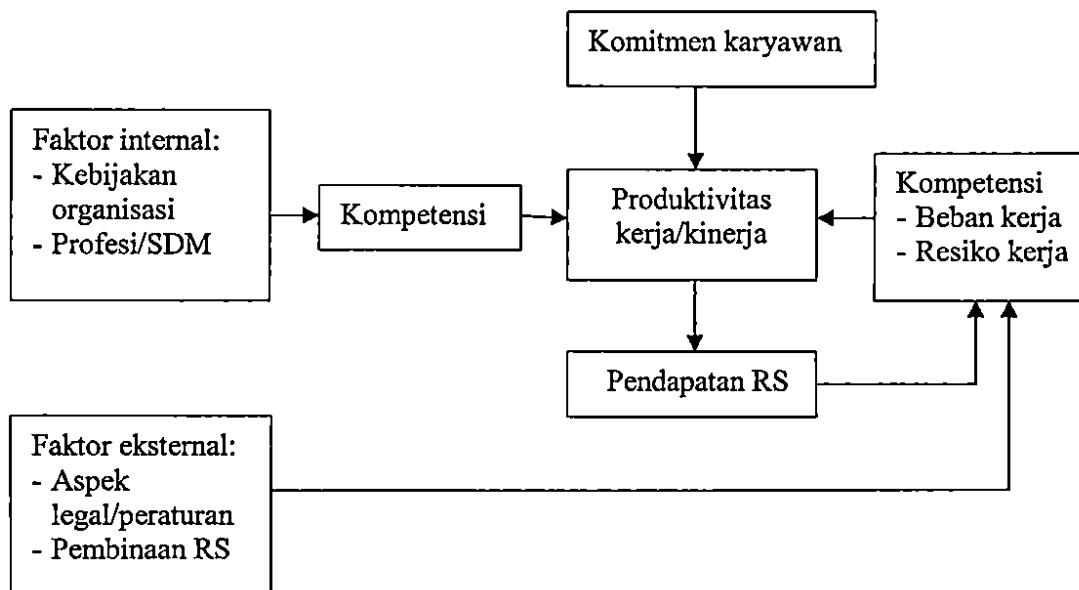 Komitmen karyawan
Faktor internal:
- Kebijakan
organisasi
- Profesi/SDM
Kompetensi
Produktivitas
kerja/kinerja
Kompetensi
- Beban kerja
- Resiko kerja
Pendapatan RS
Faktor eksternal:
- Aspek
legal/peraturan
- Pembinaan RS